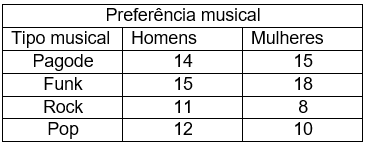 Preferência musical
Tipo musical Homens Mulheres
Pagode 14 15
Funk 15 18
Rock 11 8
Pop 12 10